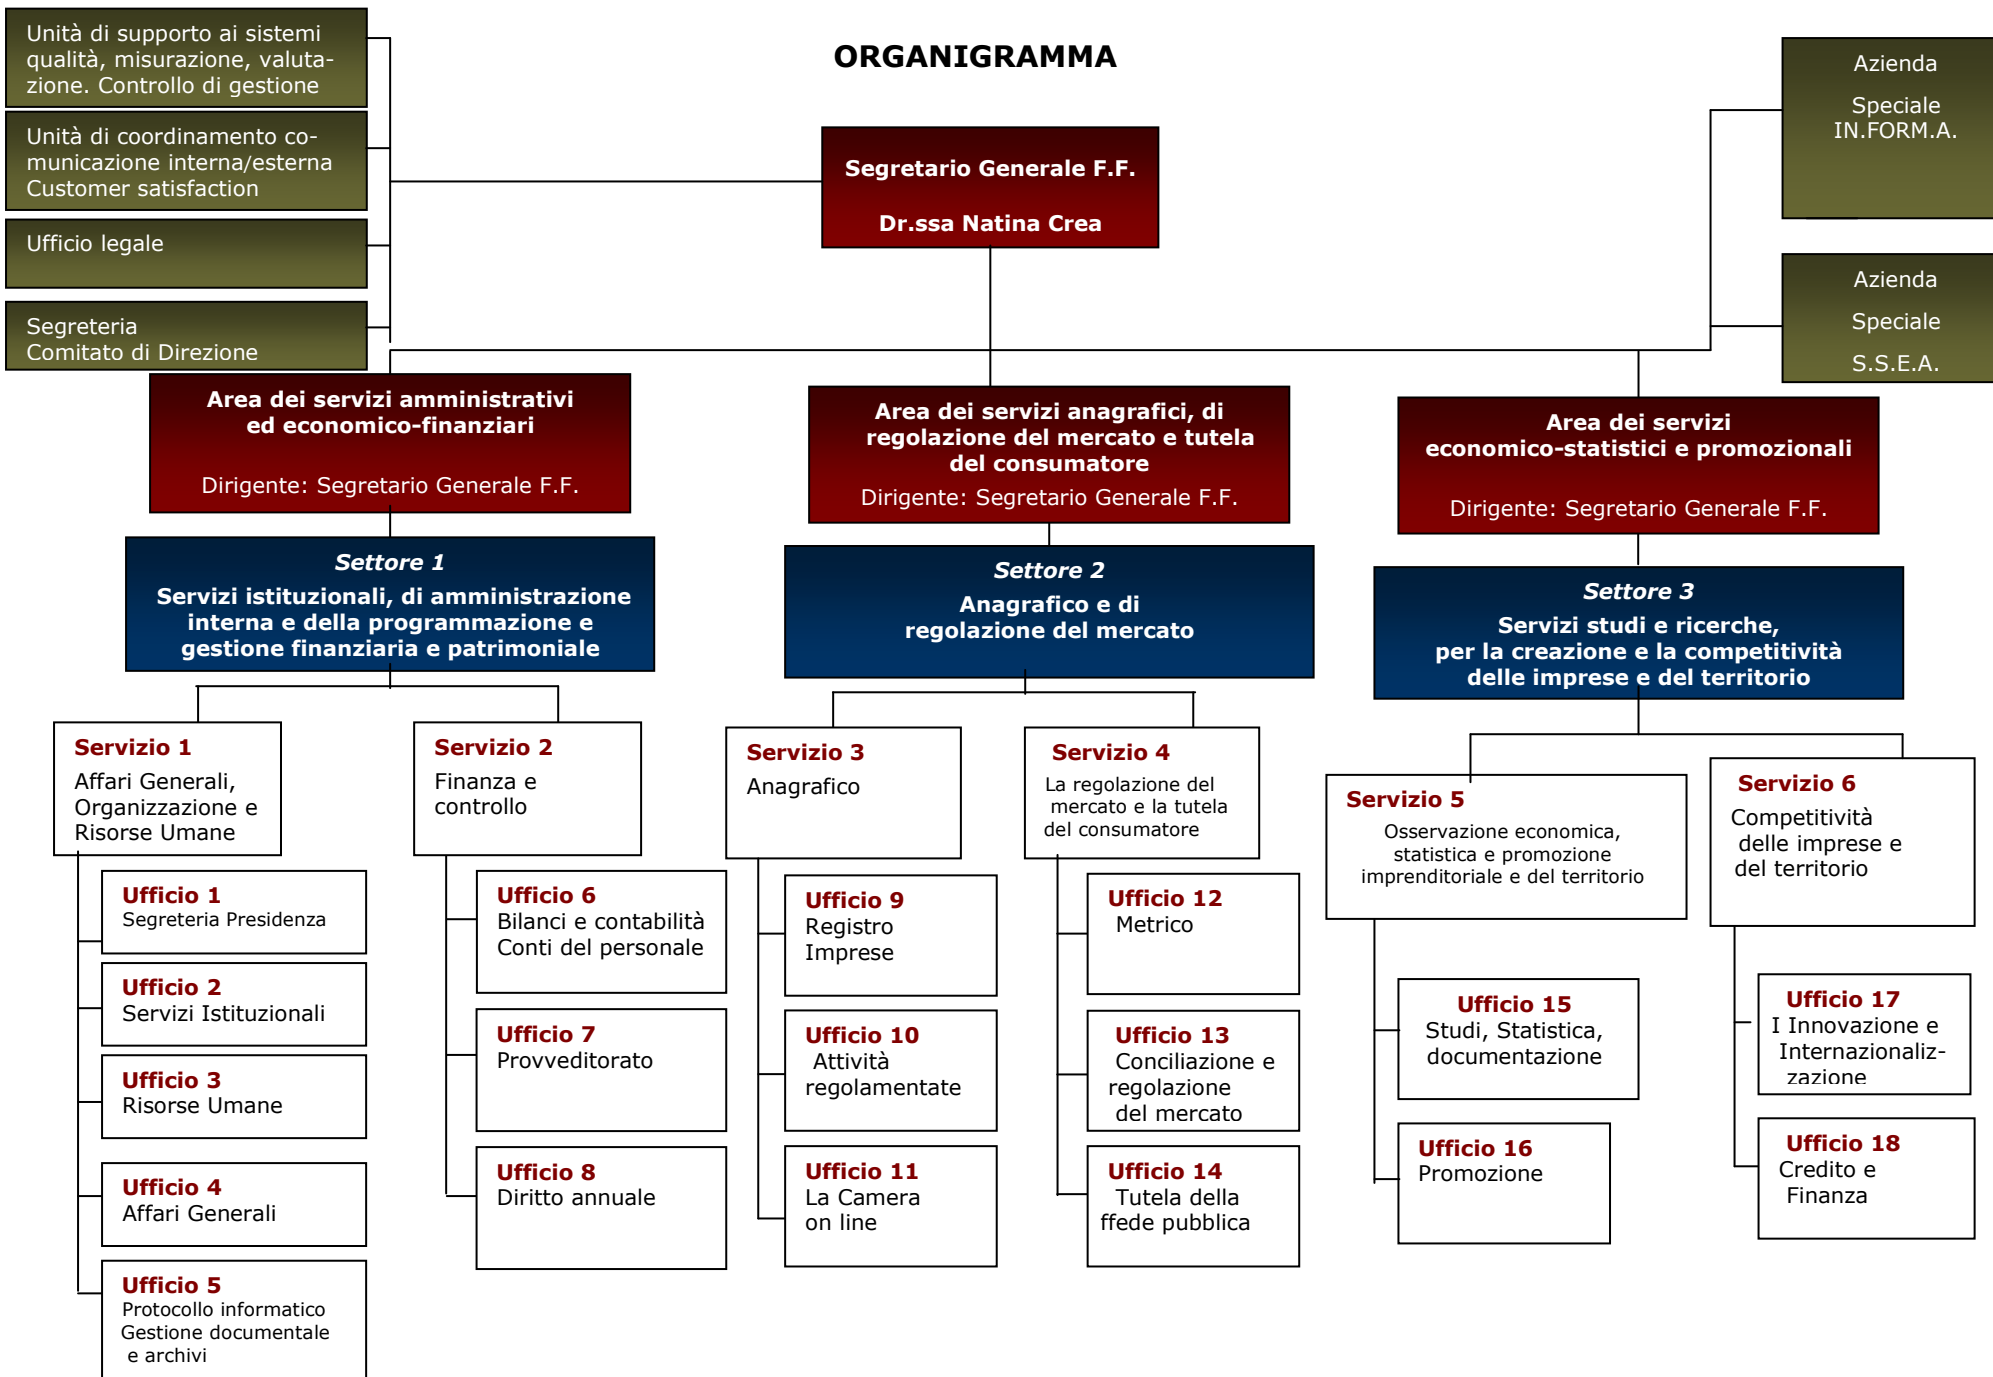 ORGANIGRAMMA
Unità di supporto ai sistemi
qualità, misurazione, valuta-
zione. Controllo di gestione
Unità di coordinamento co-
municazione interna/esterna
Customer satisfaction
Ufficio legale
Segreteria
Comitato di Direzione
Segretario Generale F.F.
Dr.ssa Natina Crea
Azienda
Speciale
IN.FORM.A.
Azienda
Speciale
S.S.E.A.
Area dei servizi amministrativi
ed economico-finanziari
Dirigente: Segretario Generale F.F.
Area dei servizi anagrafici, di
regolazione del mercato e tutela
del consumatore
Dirigente: Segretario Generale F.F.
Area dei servizi
economico-statistici e promozionali
Dirigente: Segretario Generale F.F.
Settore 1
Servizi istituzionali, di amministrazione
interna e della programmazione e
gestione finanziaria e patrimoniale
Settore 2
Anagrafico e di
regolazione del mercato
Settore 3
Servizi studi e ricerche,
per la creazione e la competitività
delle imprese e del territorio
Servizio 1
Affari Generali,
Organizzazione e
Risorse Umane
Ufficio 1
Segreteria Presidenza
Ufficio 2
Servizi Istituzionali
Ufficio 3
Risorse Umane
Ufficio 4
Affari Generali
Ufficio 5
Protocollo informatico
Gestione documentale
e archivi
Servizio 2
Finanza e
controllo
Ufficio 6
Bilanci e contabilità
Conti del personale
Ufficio 7
Provveditorato
Ufficio 8
Diritto annuale
Servizio 3
Anagrafico
Ufficio 9
Registro
Imprese
Ufficio 10
Attività
regolamentate
Ufficio 11
La Camera
on line
Servizio 4
La regolazione del
mercato e la tutela
del consumatore
Ufficio 12
Metrico
Ufficio 13
Conciliazione e
regolazione
del mercato
Ufficio 14
Tutela della
ffede pubblica
Servizio 5
Osservazione economica,
statistica e promozione
imprenditoriale e del territorio
Ufficio 15
Studi, Statistica,
documentazione
Ufficio 16
Promozione
Servizio 6
Competitività
delle imprese e
del territorio
Ufficio 17
I Innovazione e
Internazionaliz-
zazione
Ufficio 18
Credito e
Finanza